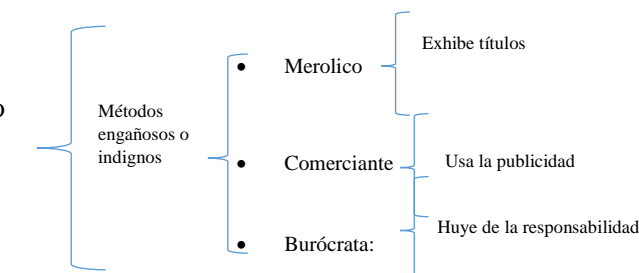 o
Métodos
engañosos o
indignos
• Merolico
Exhibe títulos
• Comerciante
Usa la publicidad
• Burócrata:
Huye de la responsabilidad